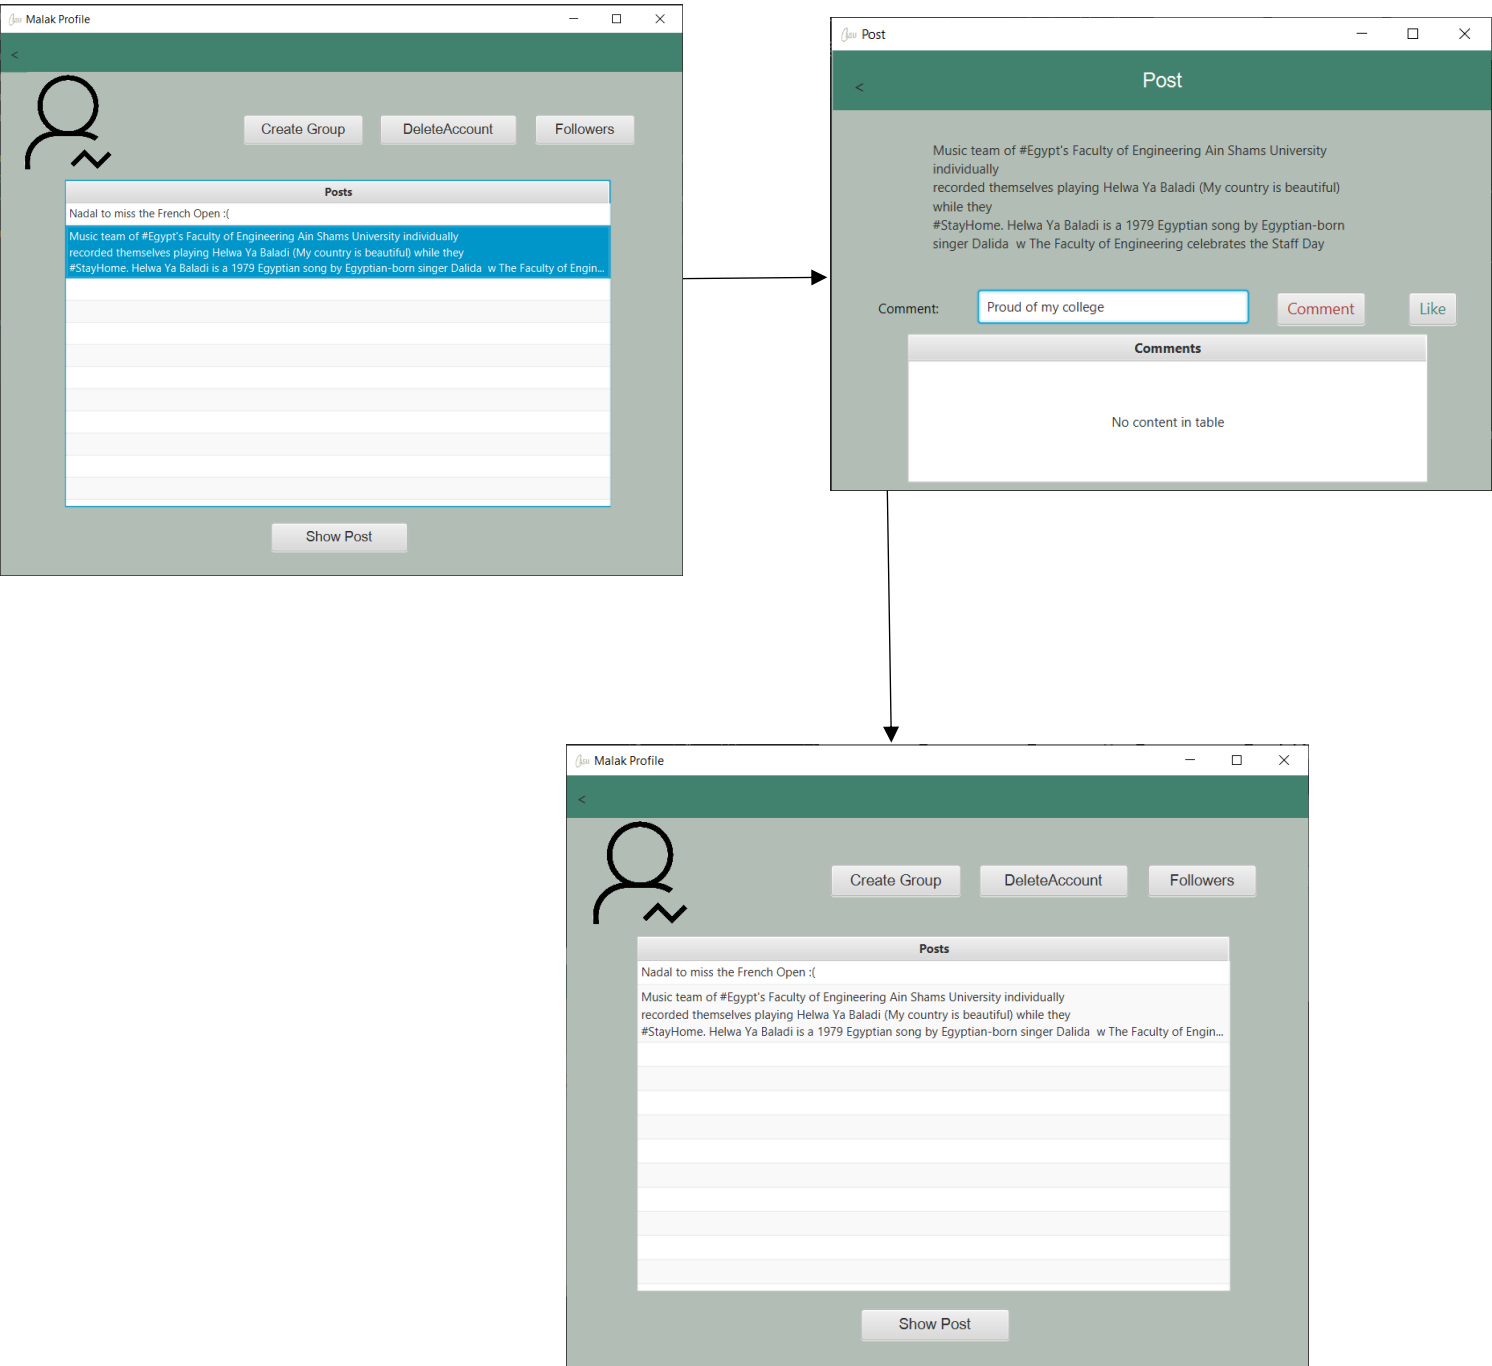 Malak Profile
<
Create Group DeleteAccount Followers
Posts
Nadal to miss the French Open :(
Music team of #Egypt's Faculty of Engineering Ain Shams University individually
recorded themselves playing Helwa Ya Baladi (My country is beautiful) while they
#StayHome. Helwa Ya Baladi is a 1979 Egyptian song by Egyptian-born singer Dalida w The Faculty of Engin...
Show Post
Post
< Post
Music team of #Egypt's Faculty of Engineering Ain Shams University
individually
recorded themselves playing Helwa Ya Baladi (My country is beautiful)
while they
#StayHome. Helwa Ya Baladi is a 1979 Egyptian song by Egyptian-born
singer Dalida w The Faculty of Engineering celebrates the Staff Day
Comment: Proud of my college Comment Like
Comments
No content in table
Malak Profile
<
Create Group DeleteAccount Followers
Posts
Nadal to miss the French Open :(
Music team of #Egypt's Faculty of Engineering Ain Shams University individually
recorded themselves playing Helwa Ya Baladi (My country is beautiful) while they
#StayHome. Helwa Ya Baladi is a 1979 Egyptian song by Egyptian-born singer Dalida w The Faculty of Engin...
Show Post